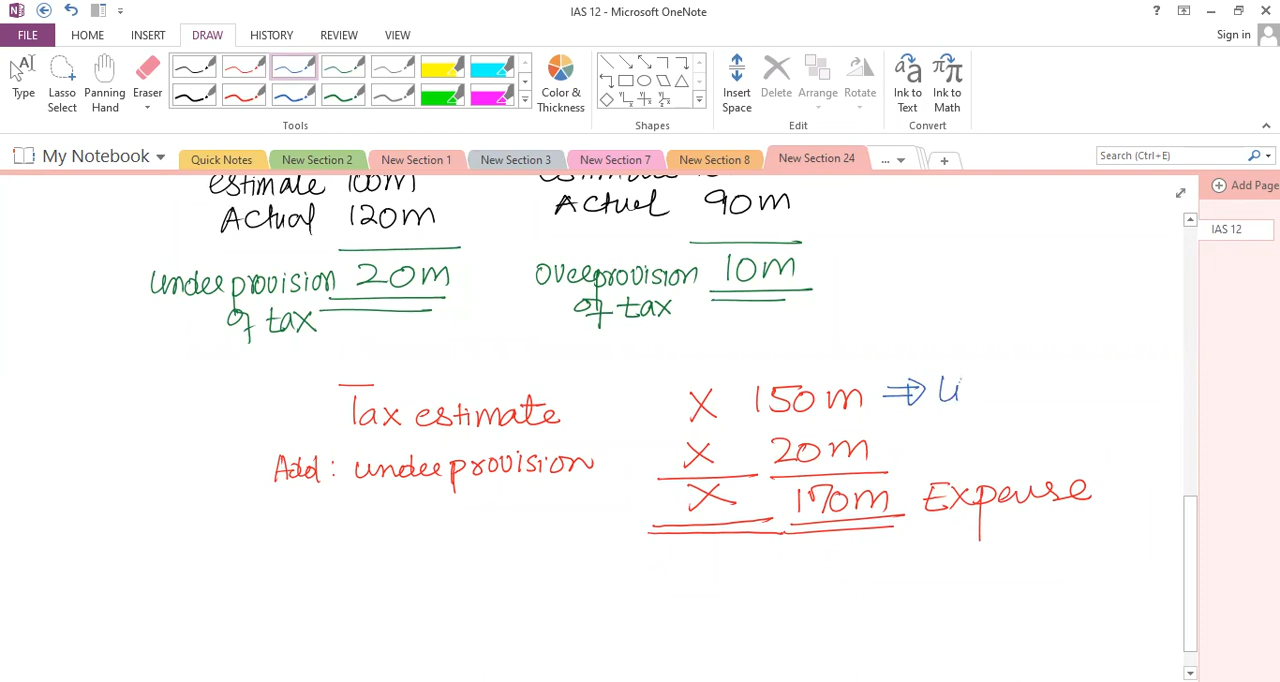 IAS 12 - Microsoft OneNote
FILE HOME INSERT DRAW HISTORY REVIEW VIEW
Sign in
Type
Lasso Select
Panning Hand
Eraser
Color & Thickness
Insert Space
Delete
Arrange
Rotate
Ink to Text
Ink to Math
Tools
Shapes
Edit
Convert
My Notebook
Quick Notes
New Section 2
New Section 1
New Section 3
New Section 7
New Section 8
New Section 24
...
Search (Ctrl+E)
Add Page
IAS 12
estimate 100m
Actual 120m
Actual 90m
Underprovision 20m
of tax
Overprovision 10m
of tax
Tax estimate X 150m ⇒
Add: underprovision X 20m
X 170m Expense